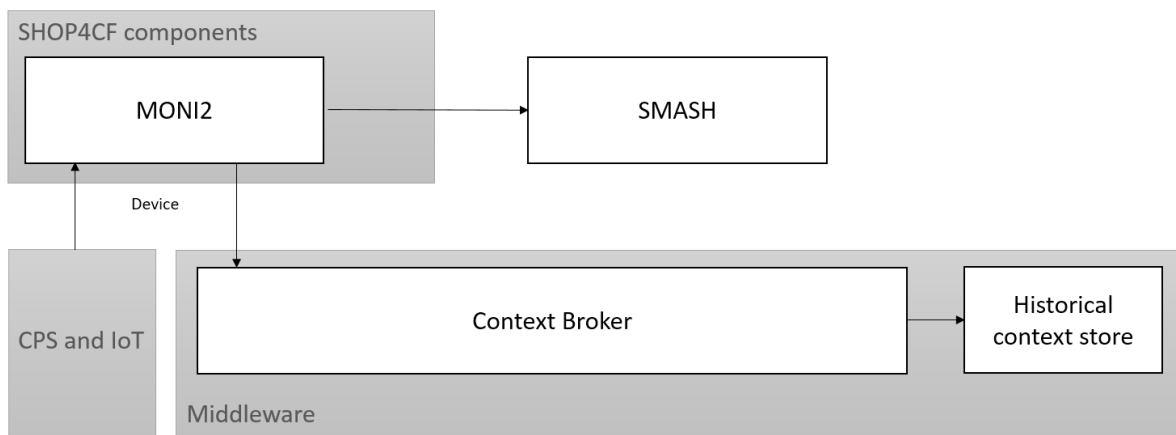 SHOP4CF components
MONI2
SMASH
Device
CPS and IoT
Context Broker
Historical
context store
Middleware